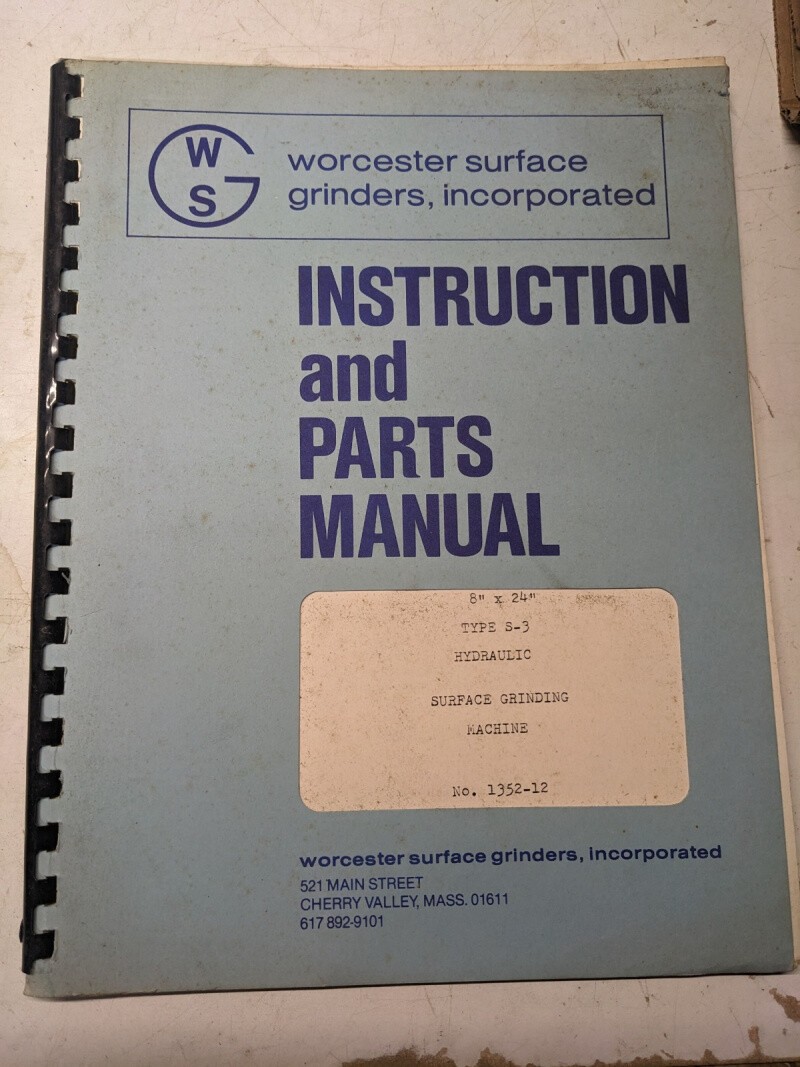 W
G
S
worcester surface
grinders, incorporated
INSTRUCTION
and
PARTS
MANUAL
8" x 24"
TYPE S-3
HYDRAULIC
SURFACE GRINDING
MACHINE
No. 1352-12
worcester surface grinders, incorporated
521 MAIN STREET
CHERRY VALLEY, MASS. 01611
617 892-9101